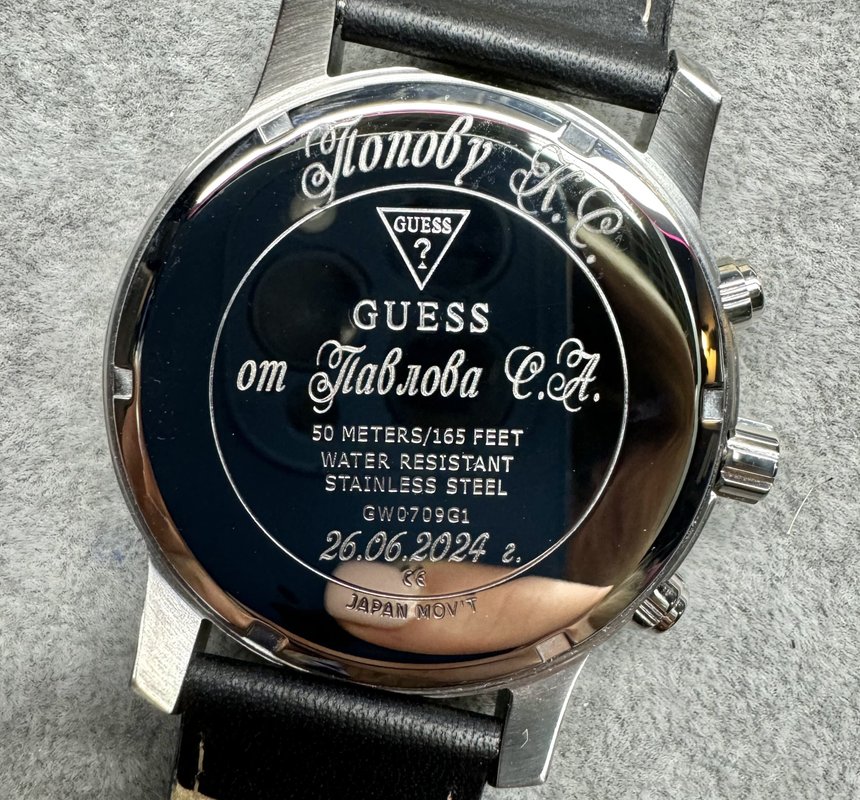 Попову К.С.
GUESS
?
GUESS
от Павлова С.А.
50 METERS/165 FEET
WATER RESISTANT
STAINLESS STEEL
GW0709G1
26.06.2024 г.
CE
JAPAN MOV'T